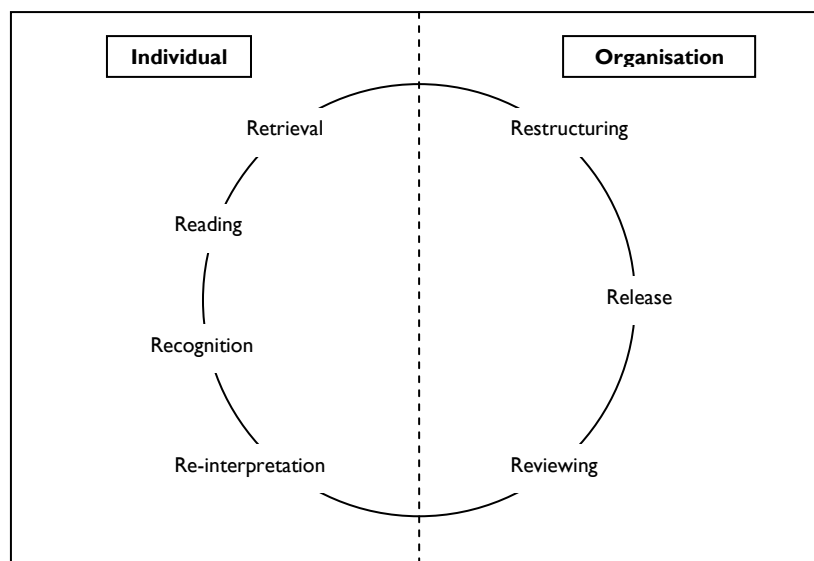 Individual
Organisation
Retrieval
Restructuring
Reading
Release
Recognition
Re-interpretation
Reviewing